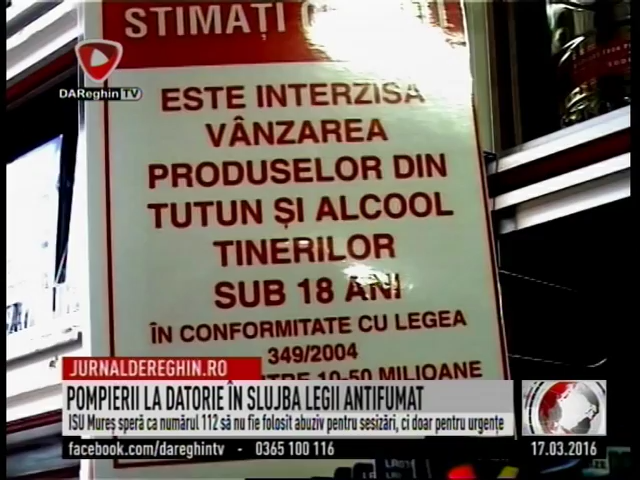 STIMAȚI
DAReghin TV
ESTE INTERZISA
VÂNZAREA
PRODUSELOR DIN
TUTUN ȘI ALCOOL
TINERILOR
SUB 18 ANI
ÎN CONFORMITATE CU LEGEA
349/2004
10-50 MILIOANE
JURNALDEREGHIN.RO
POMPIERII LA DATORIE ÎN SLUJBA LEGII ANTIFUMAT
ISU Mureș speră ca numărul 112 să nu fie folosit abuziv pentru sesizări, ci doar pentru urgențe
facebook.com/dareghintv - 0365 100 116
17.03.2016